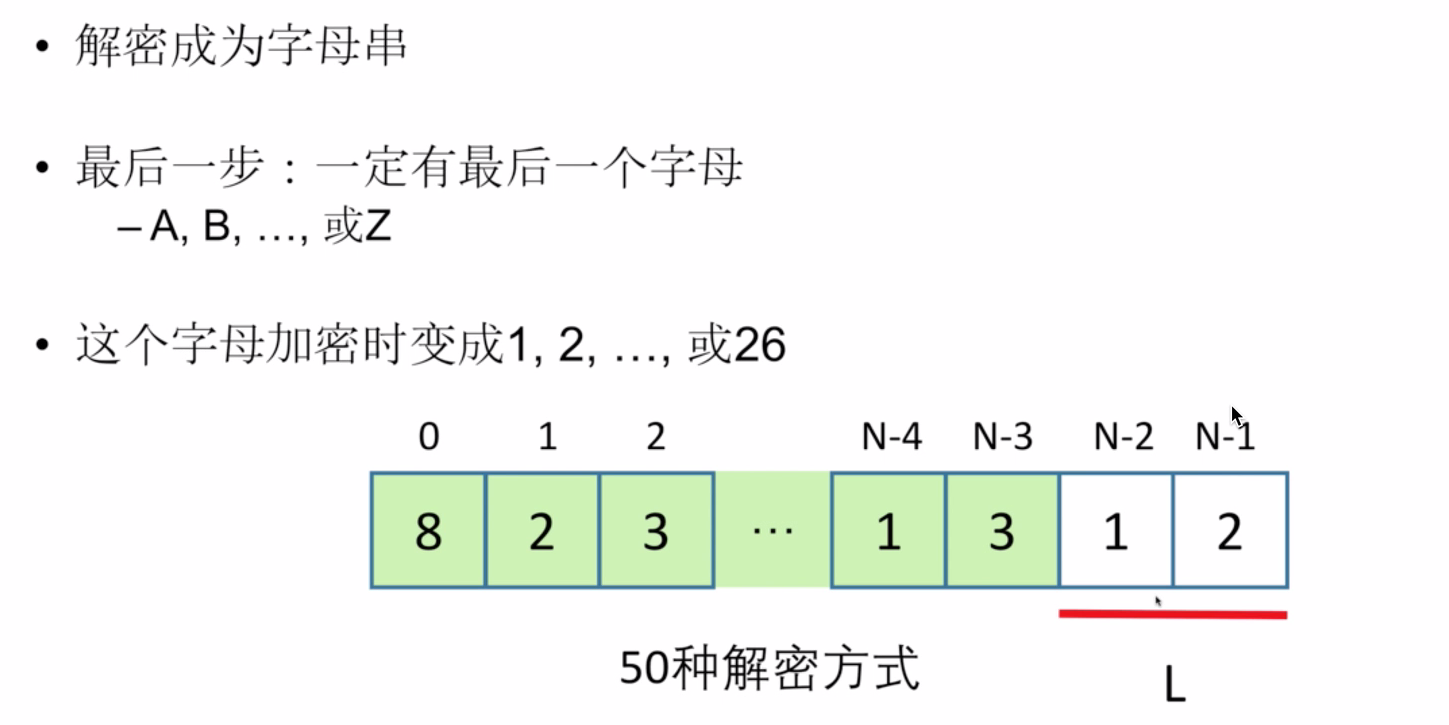 • 解密成为字母串
• 最后一步：一定有最后一个字母
– A, B, …, 或Z
• 这个字母加密时变成1, 2, …, 或26
0 1 2 N-4 N-3 N-2 N-1
8 2 3 … 1 3 1 2
50种解密方式
L